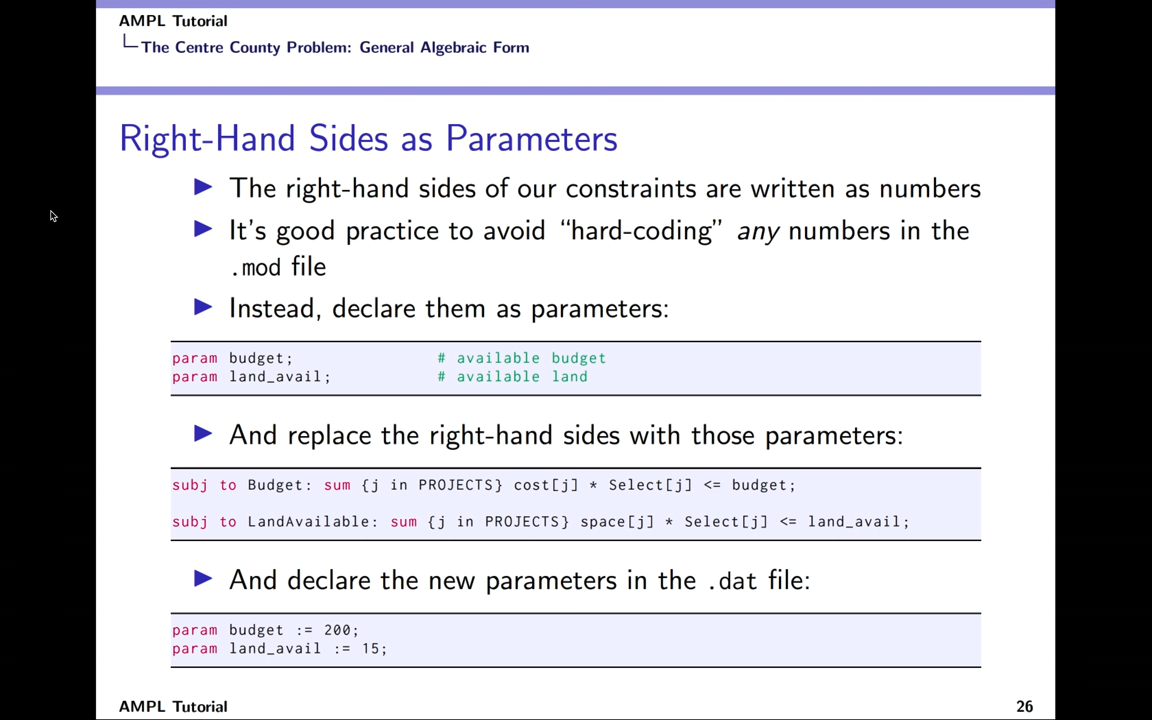 AMPL Tutorial
The Centre County Problem: General Algebraic Form
Right-Hand Sides as Parameters
The right-hand sides of our constraints are written as numbers
It's good practice to avoid “hard-coding” any numbers in the
.mod file
Instead, declare them as parameters:
param budget; # available budget
param land_avail; # available land
And replace the right-hand sides with those parameters:
subj to Budget: sum {j in PROJECTS} cost[j] * Select[j] <= budget;
subj to LandAvailable: sum {j in PROJECTS} space[j] * Select[j] <= land_avail;
And declare the new parameters in the .dat file:
param budget := 200;
param land_avail := 15;
AMPL Tutorial 26